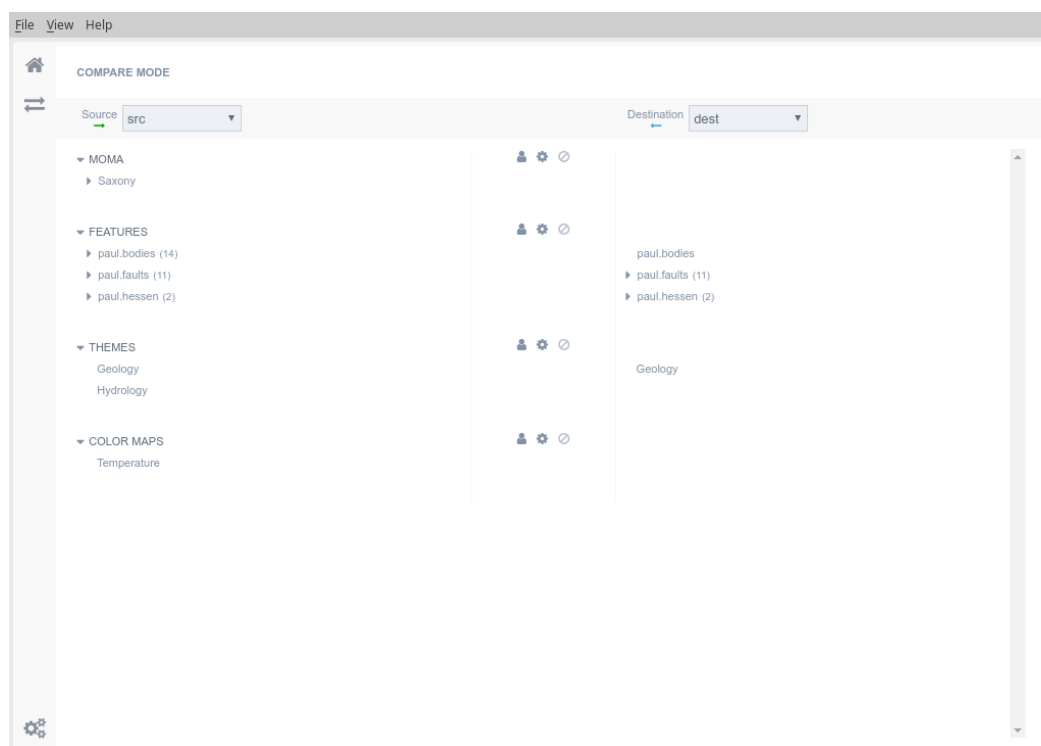 File View Help
COMPARE MODE
Source src Destination dest
MOMA
Saxony
FEATURES
paul.bodies (14) paul.bodies
paul.faults (11) paul.faults (11)
paul.hessen (2) paul.hessen (2)
THEMES
Geology Geology
Hydrology
COLOR MAPS
Temperature